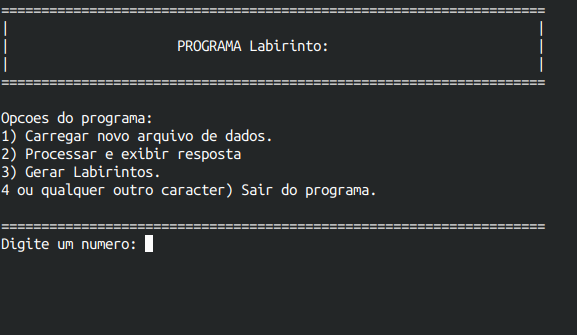 ====================================================================
|                                                                  |
|                     PROGRAMA Labirinto:                          |
|                                                                  |
====================================================================
Opcoes do programa:
1) Carregar novo arquivo de dados.
2) Processar e exibir resposta
3) Gerar Labirintos.
4 ou qualquer outro caracter) Sair do programa.
====================================================================
Digite um numero: